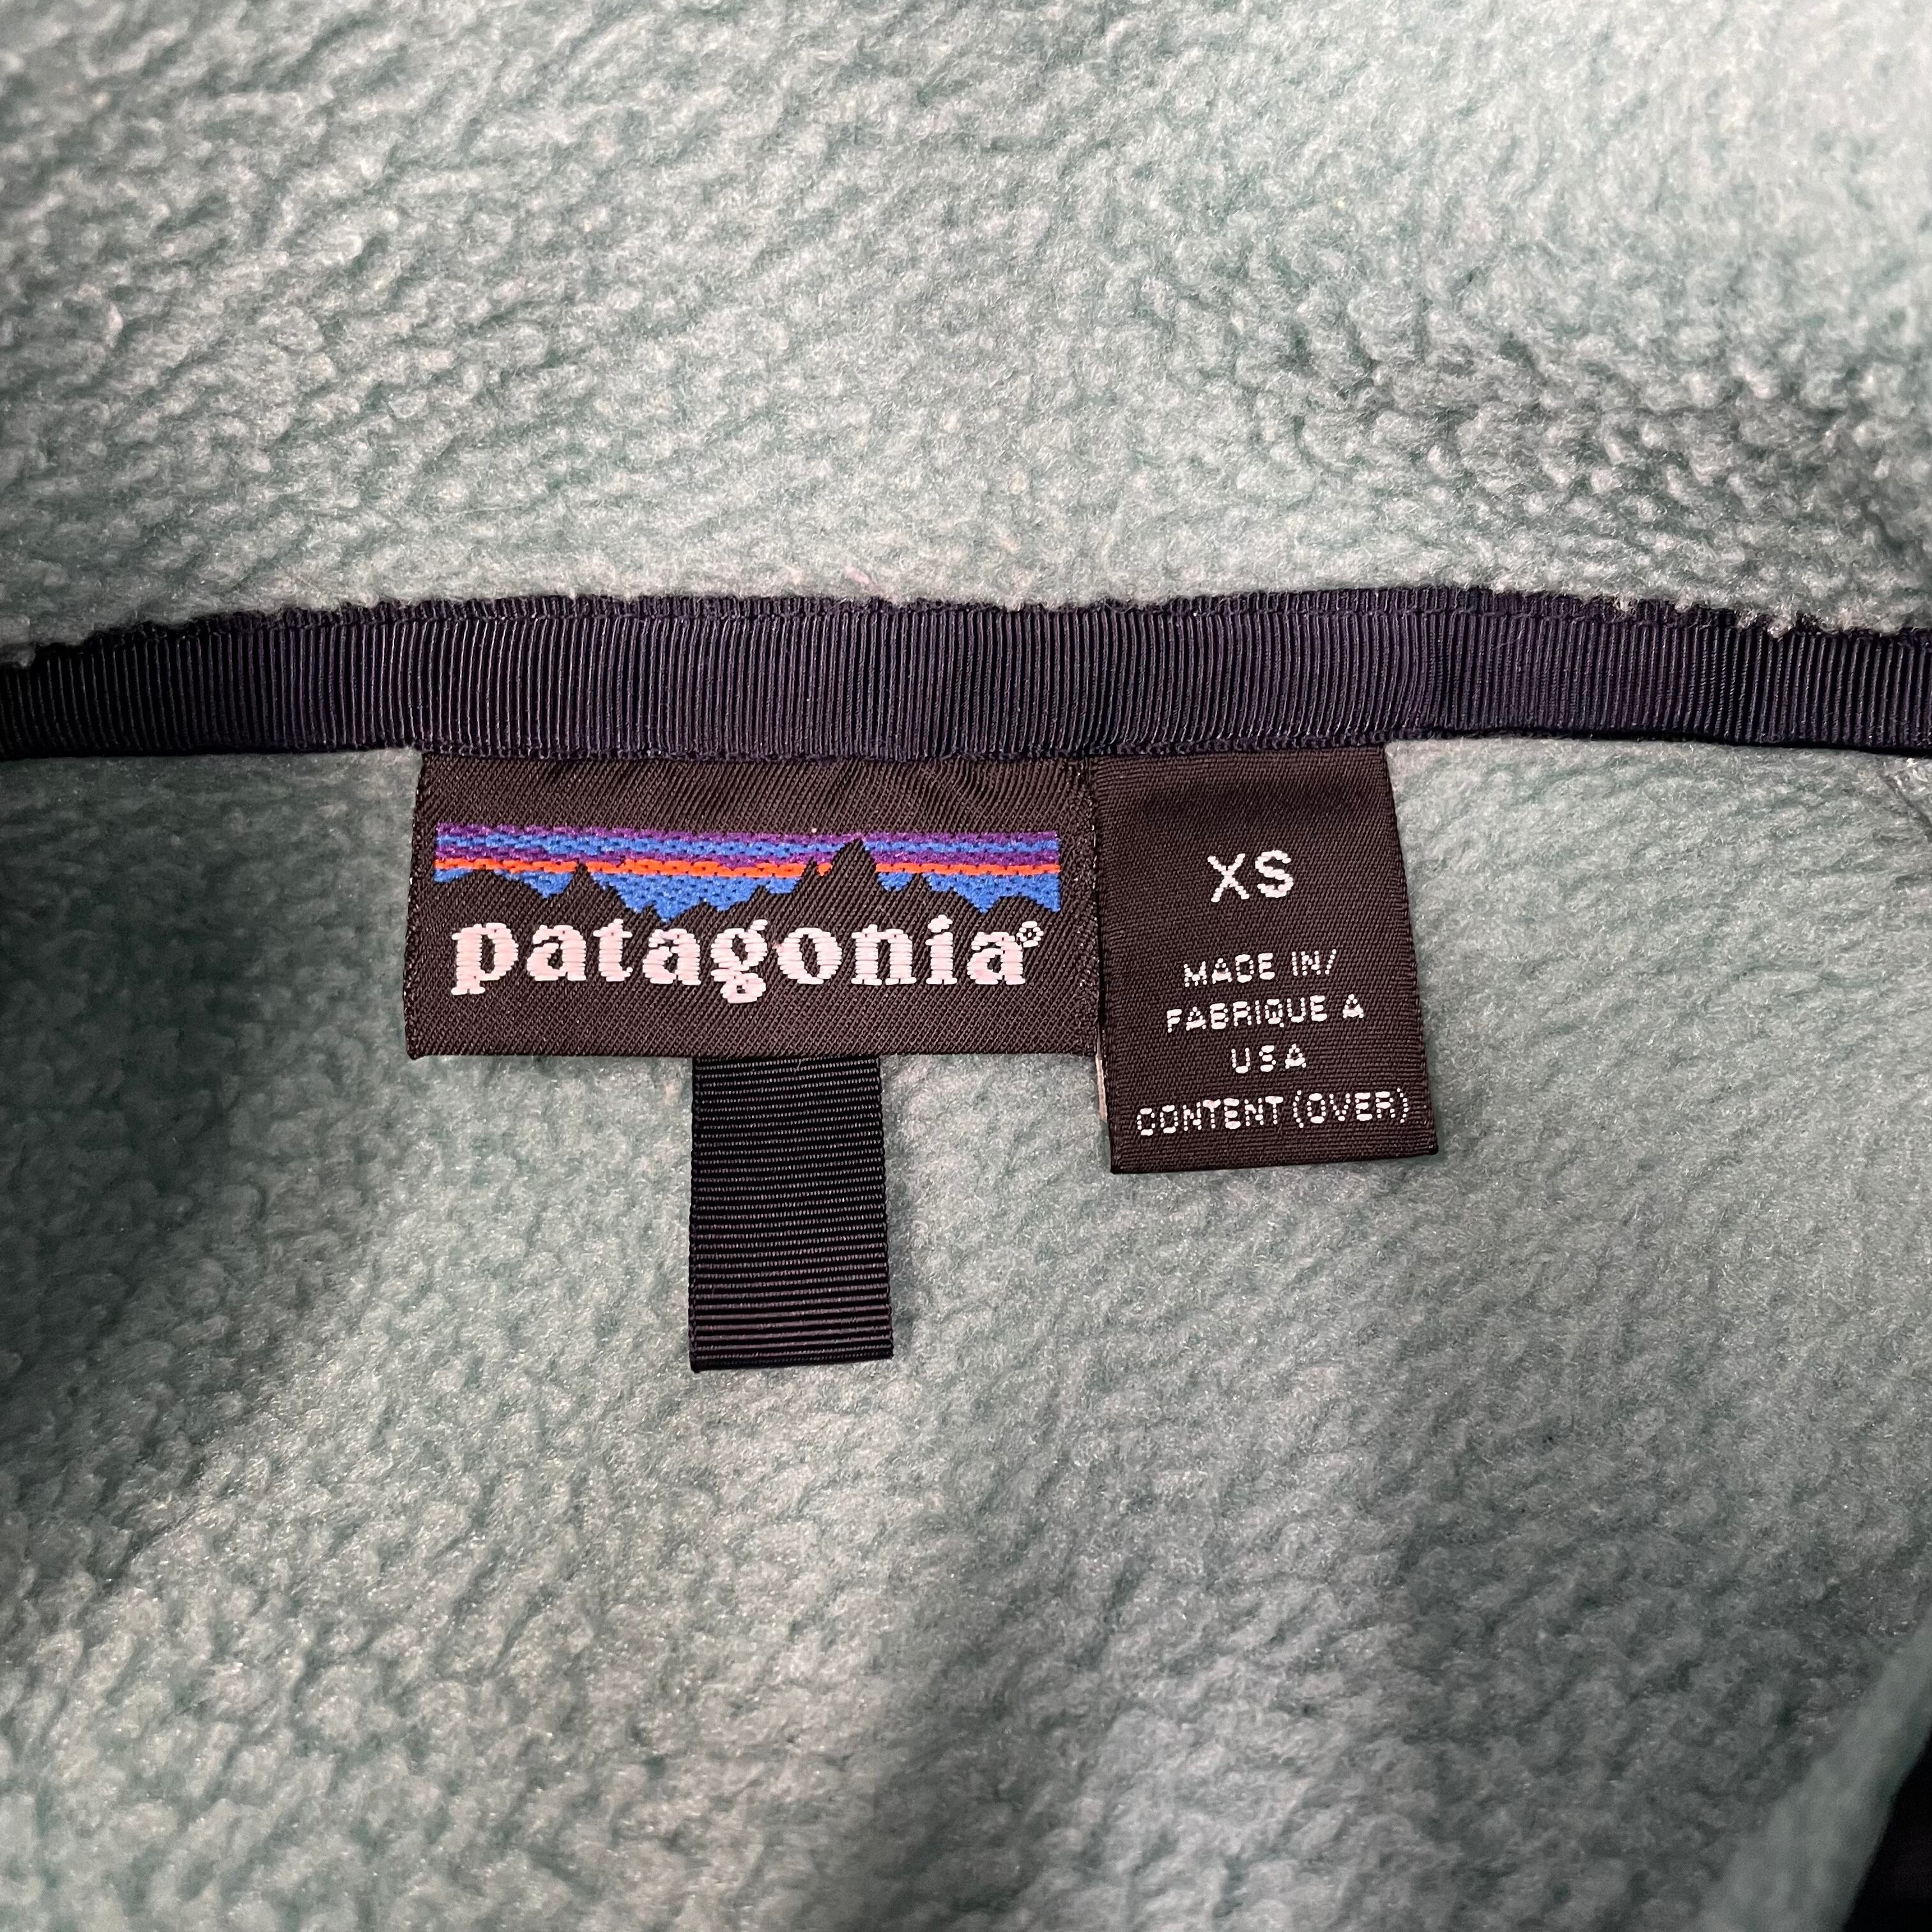 patagonia®
XS
MADE IN/
FABRIQUE A
USA
CONTENT (OVER)